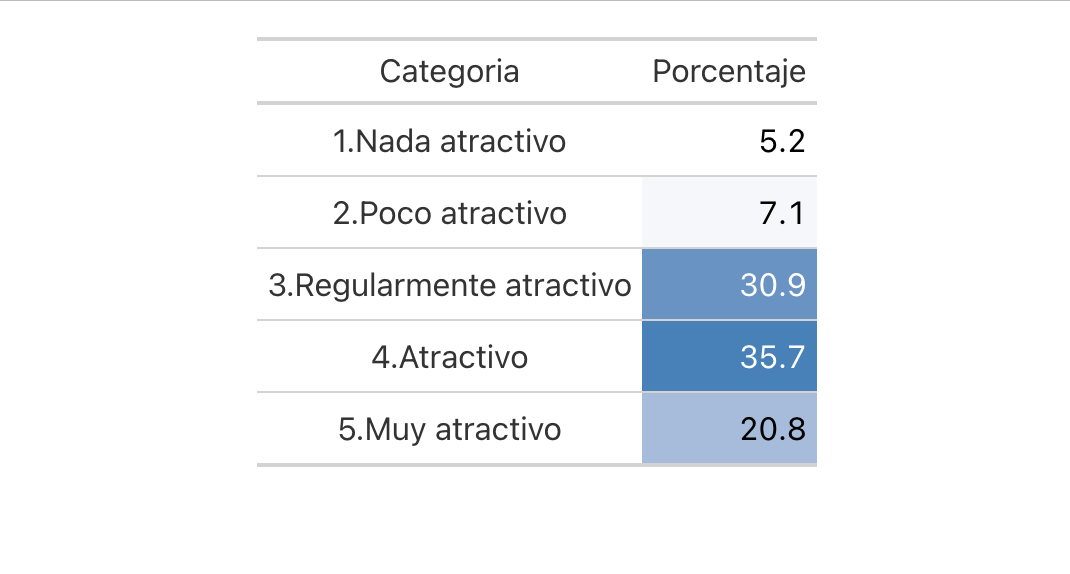 Categoria Porcentaje
1.Nada atractivo 5.2
2.Poco atractivo 7.1
3.Regularmente atractivo 30.9
4.Atractivo 35.7
5.Muy atractivo 20.8